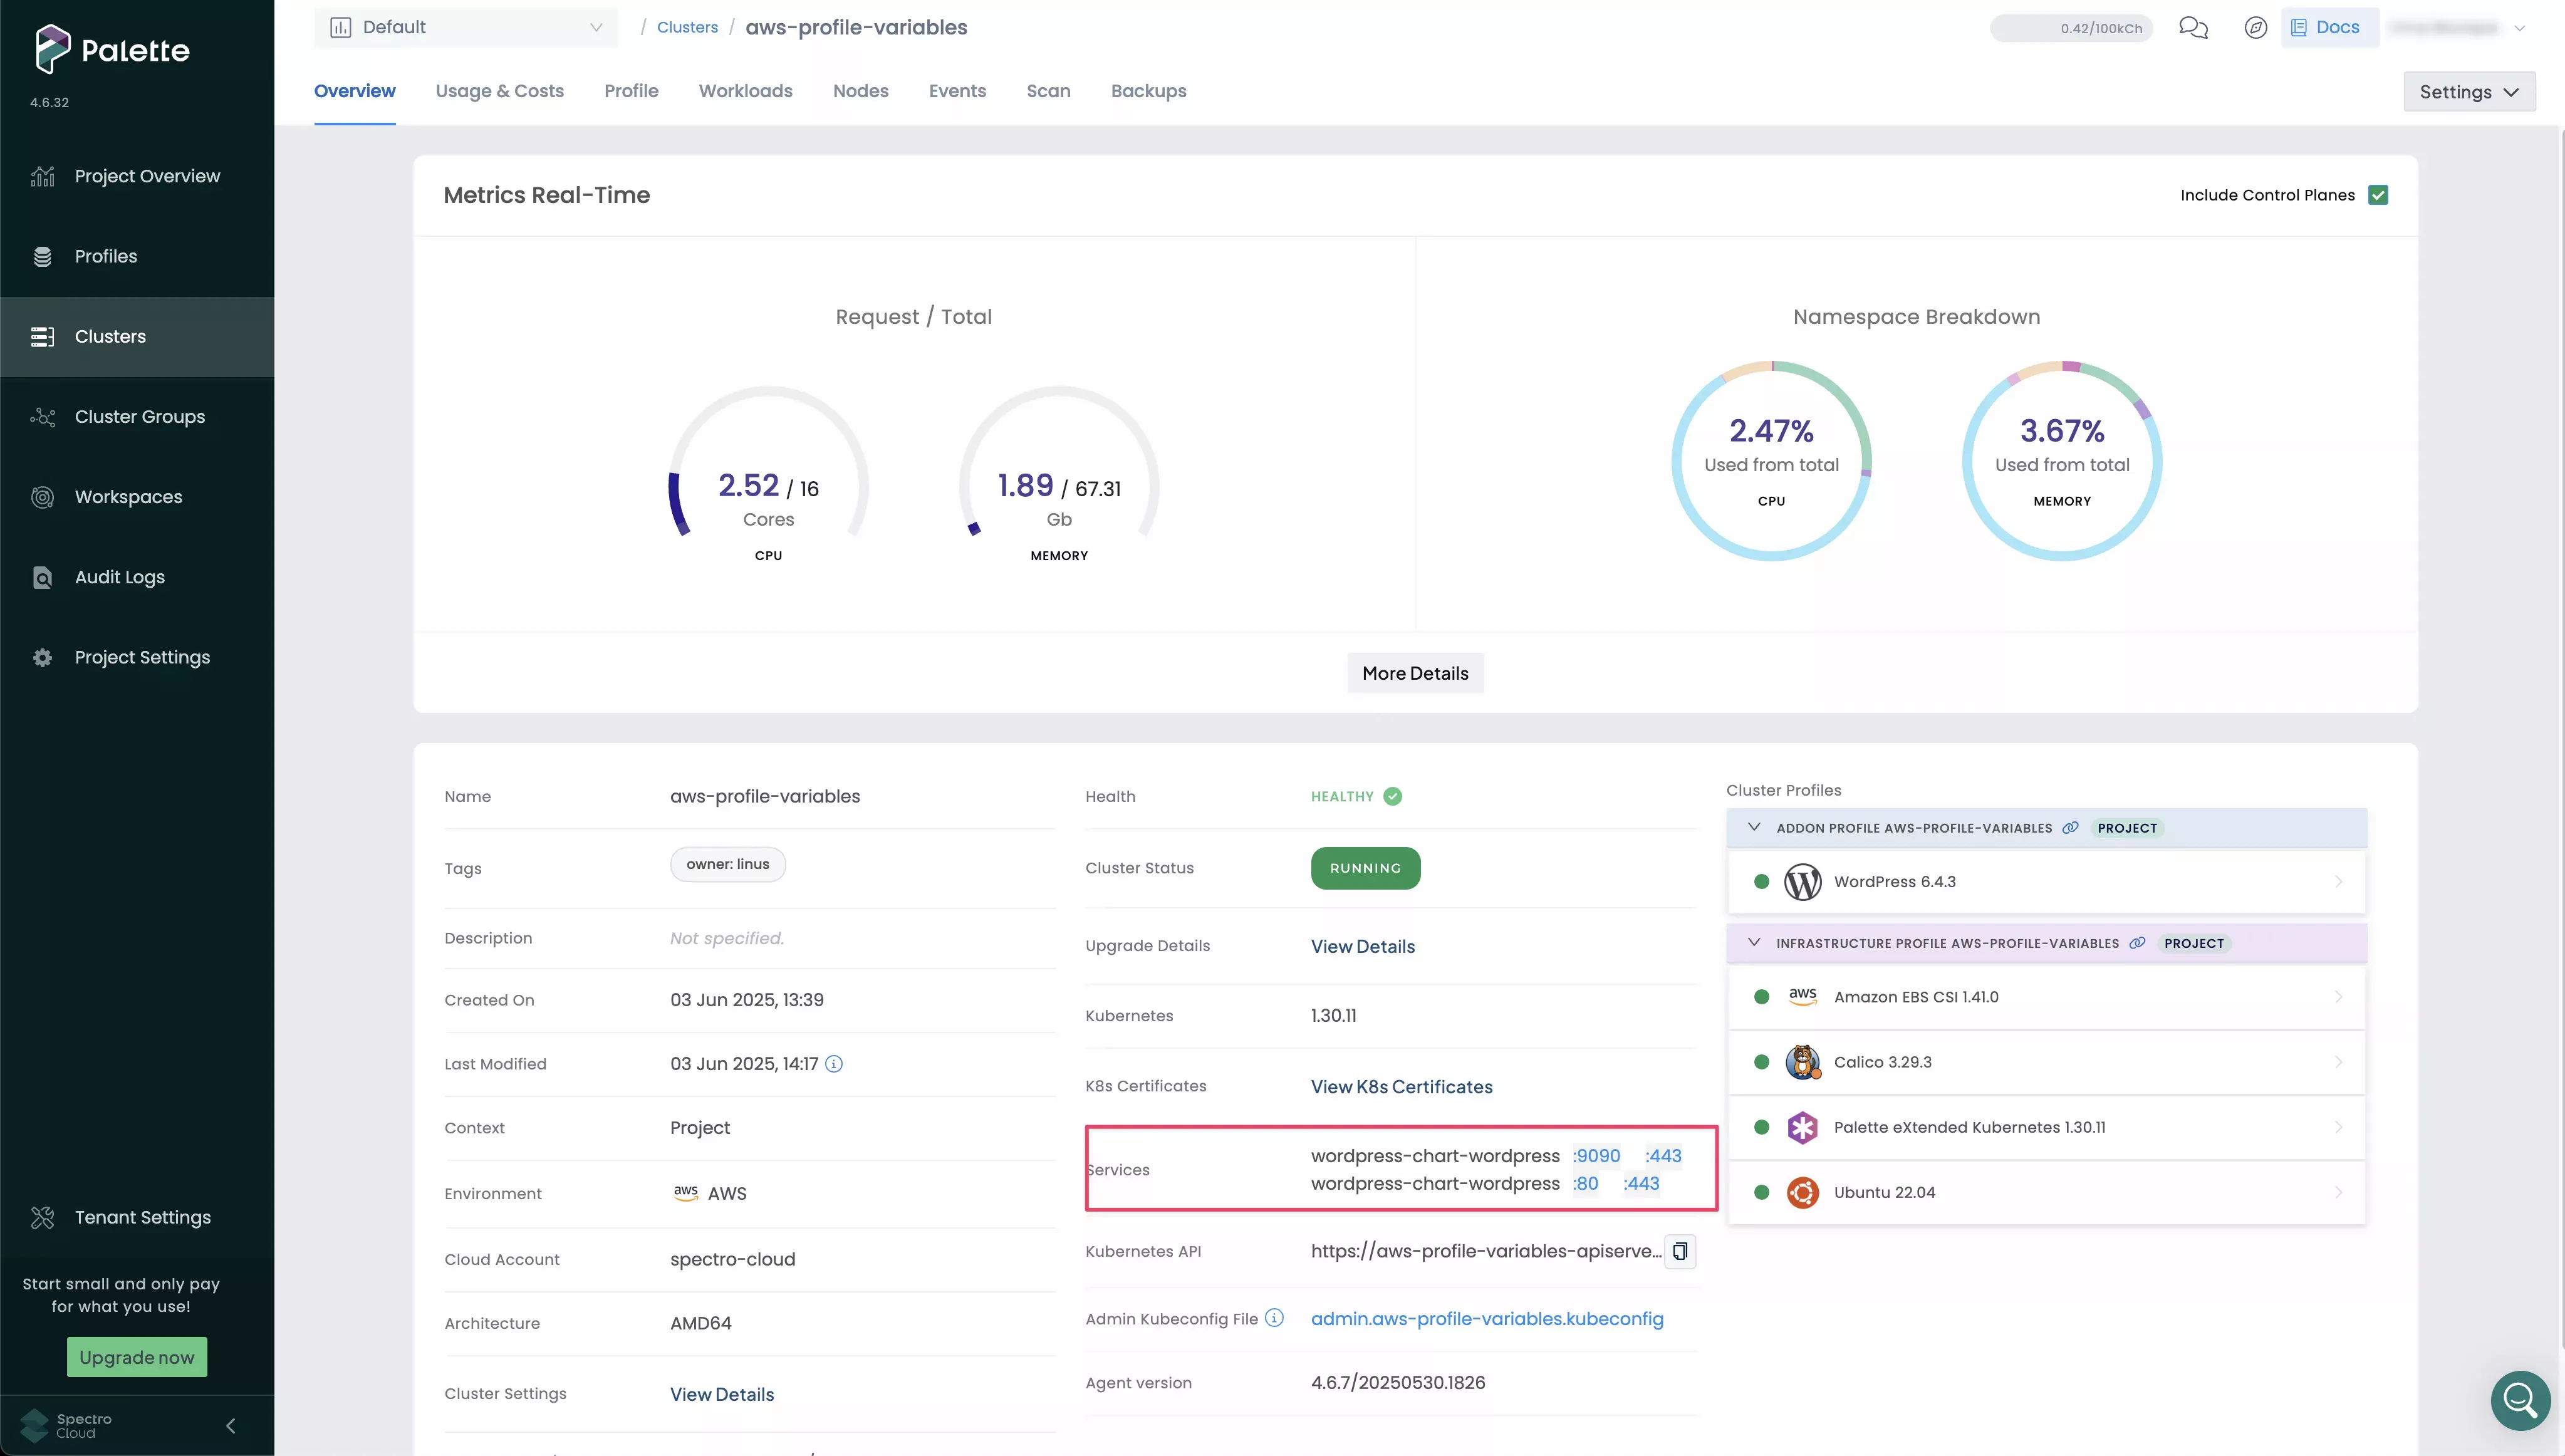 Palette
4.6.32
Project Overview
Profiles
Clusters
Cluster Groups
Workspaces
Audit Logs
Project Settings
Tenant Settings
Start small and only pay
for what you use!
Upgrade now
Spectro
Cloud
Default
/ Clusters / aws-profile-variables
0.42/100kCh
Docs
Overview
Usage & Costs
Profile
Workloads
Nodes
Events
Scan
Backups
Settings
Metrics Real-Time
Include Control Planes
Request / Total
2.52 / 16
Cores
CPU
1.89 / 67.31
Gb
MEMORY
Namespace Breakdown
2.47%
Used from total
CPU
3.67%
Used from total
MEMORY
More Details
Name aws-profile-variables
Tags owner: linus
Description Not specified.
Created On 03 Jun 2025, 13:39
Last Modified 03 Jun 2025, 14:17
Context Project
Environment aws AWS
Cloud Account spectro-cloud
Architecture AMD64
Cluster Settings View Details
Health HEALTHY
Cluster Status RUNNING
Upgrade Details View Details
Kubernetes 1.30.11
K8s Certificates View K8s Certificates
Services
wordpress-chart-wordpress :9090 :443
wordpress-chart-wordpress :80 :443
Kubernetes API https://aws-profile-variables-apiserve...
Admin Kubeconfig File admin.aws-profile-variables.kubeconfig
Agent version 4.6.7/20250530.1826
Cluster Profiles
ADDON PROFILE AWS-PROFILE-VARIABLES PROJECT
WordPress 6.4.3
INFRASTRUCTURE PROFILE AWS-PROFILE-VARIABLES PROJECT
aws Amazon EBS CSI 1.41.0
Calico 3.29.3
Palette eXtended Kubernetes 1.30.11
Ubuntu 22.04